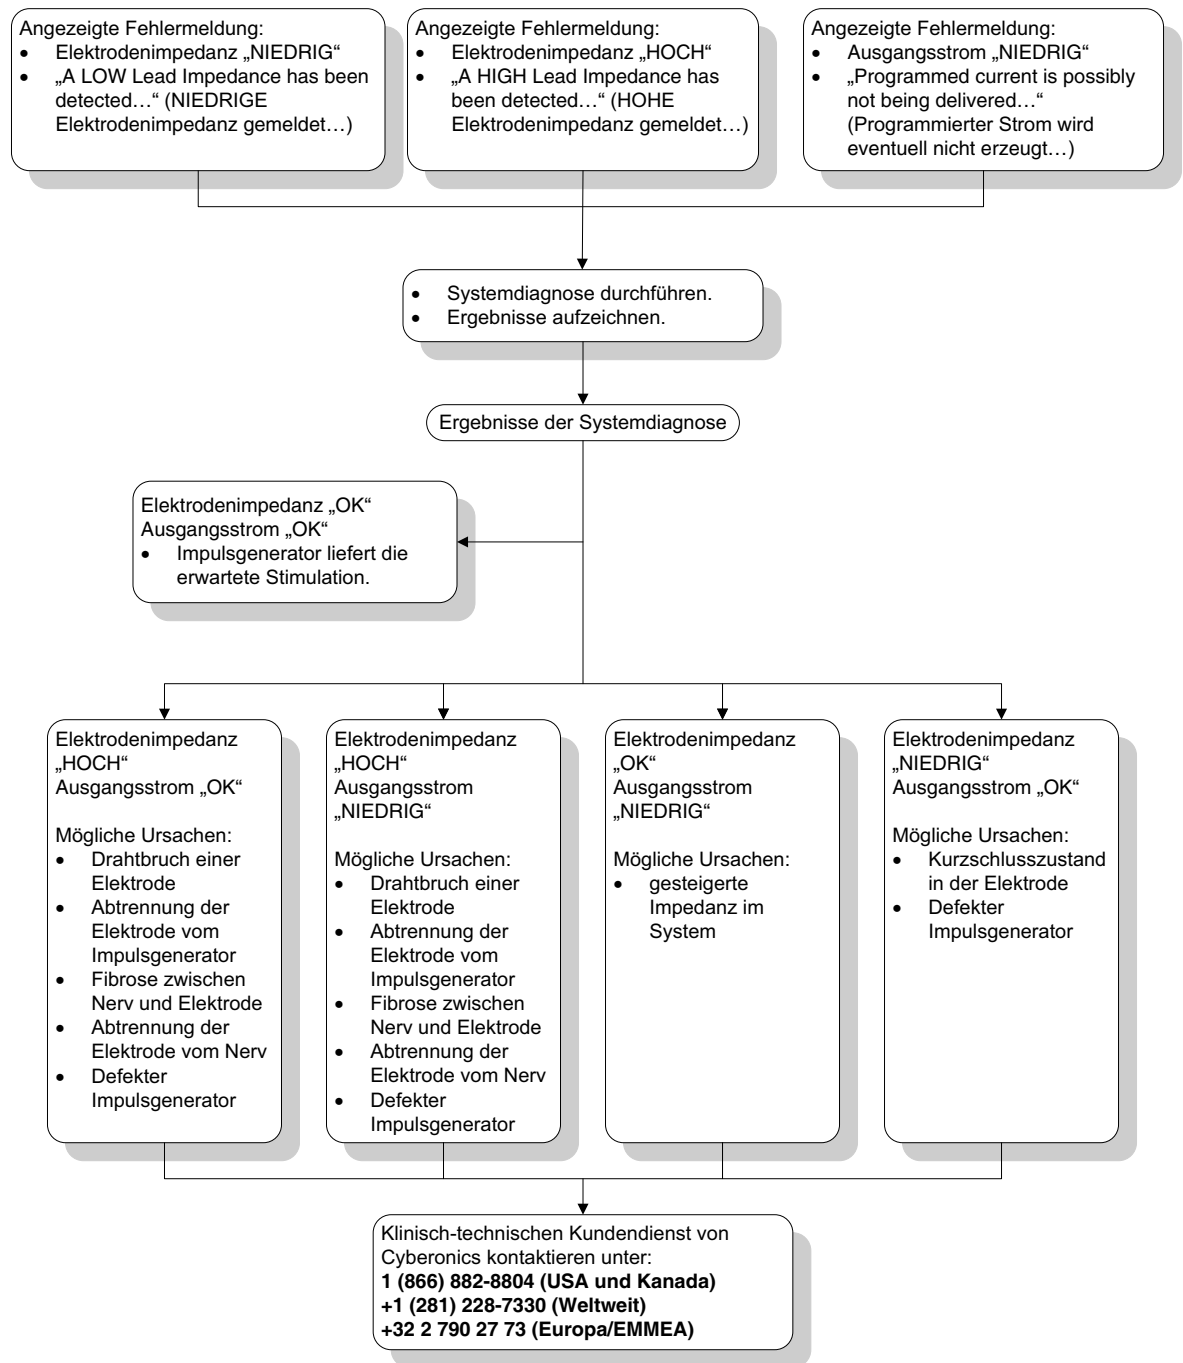 Angezeigte Fehlermeldung:
• Elektrodenimpedanz „NIEDRIG“
• „A LOW Lead Impedance has been
detected…“ (NIEDRIGE
Elektrodenimpedanz gemeldet…)
Angezeigte Fehlermeldung:
• Elektrodenimpedanz „HOCH“
• „A HIGH Lead Impedance has
been detected…“ (HOHE
Elektrodenimpedanz gemeldet…)
Angezeigte Fehlermeldung:
• Ausgangsstrom „NIEDRIG“
• „Programmed current is possibly
not being delivered…“
(Programmierter Strom wird
eventuell nicht erzeugt…)
• Systemdiagnose durchführen.
• Ergebnisse aufzeichnen.
Ergebnisse der Systemdiagnose
Elektrodenimpedanz „OK“
Ausgangsstrom „OK“
• Impulsgenerator liefert die
erwartete Stimulation.
Elektrodenimpedanz
„HOCH“
Ausgangsstrom „OK“
Mögliche Ursachen:
• Drahtbruch einer
Elektrode
• Abtrennung der
Elektrode vom
Impulsgenerator
• Fibrose zwischen
Nerv und Elektrode
• Abtrennung der
Elektrode vom Nerv
• Defekter
Impulsgenerator
Elektrodenimpedanz
„HOCH“
Ausgangsstrom
„NIEDRIG“
Mögliche Ursachen:
• Drahtbruch einer
Elektrode
• Abtrennung der
Elektrode vom
Impulsgenerator
• Fibrose zwischen
Nerv und Elektrode
• Abtrennung der
Elektrode vom Nerv
• Defekter
Impulsgenerator
Elektrodenimpedanz
„OK“
Ausgangsstrom
„NIEDRIG“
Mögliche Ursachen:
• gesteigerte
Impedanz im
System
Elektrodenimpedanz
„NIEDRIG“
Ausgangsstrom „OK“
Mögliche Ursachen:
• Kurzschlusszustand
in der Elektrode
• Defekter
Impulsgenerator
Klinisch-technischen Kundendienst von
Cyberonics kontaktieren unter:
1 (866) 882-8804 (USA und Kanada)
+1 (281) 228-7330 (Weltweit)
+32 2 790 27 73 (Europa/EMMEA)